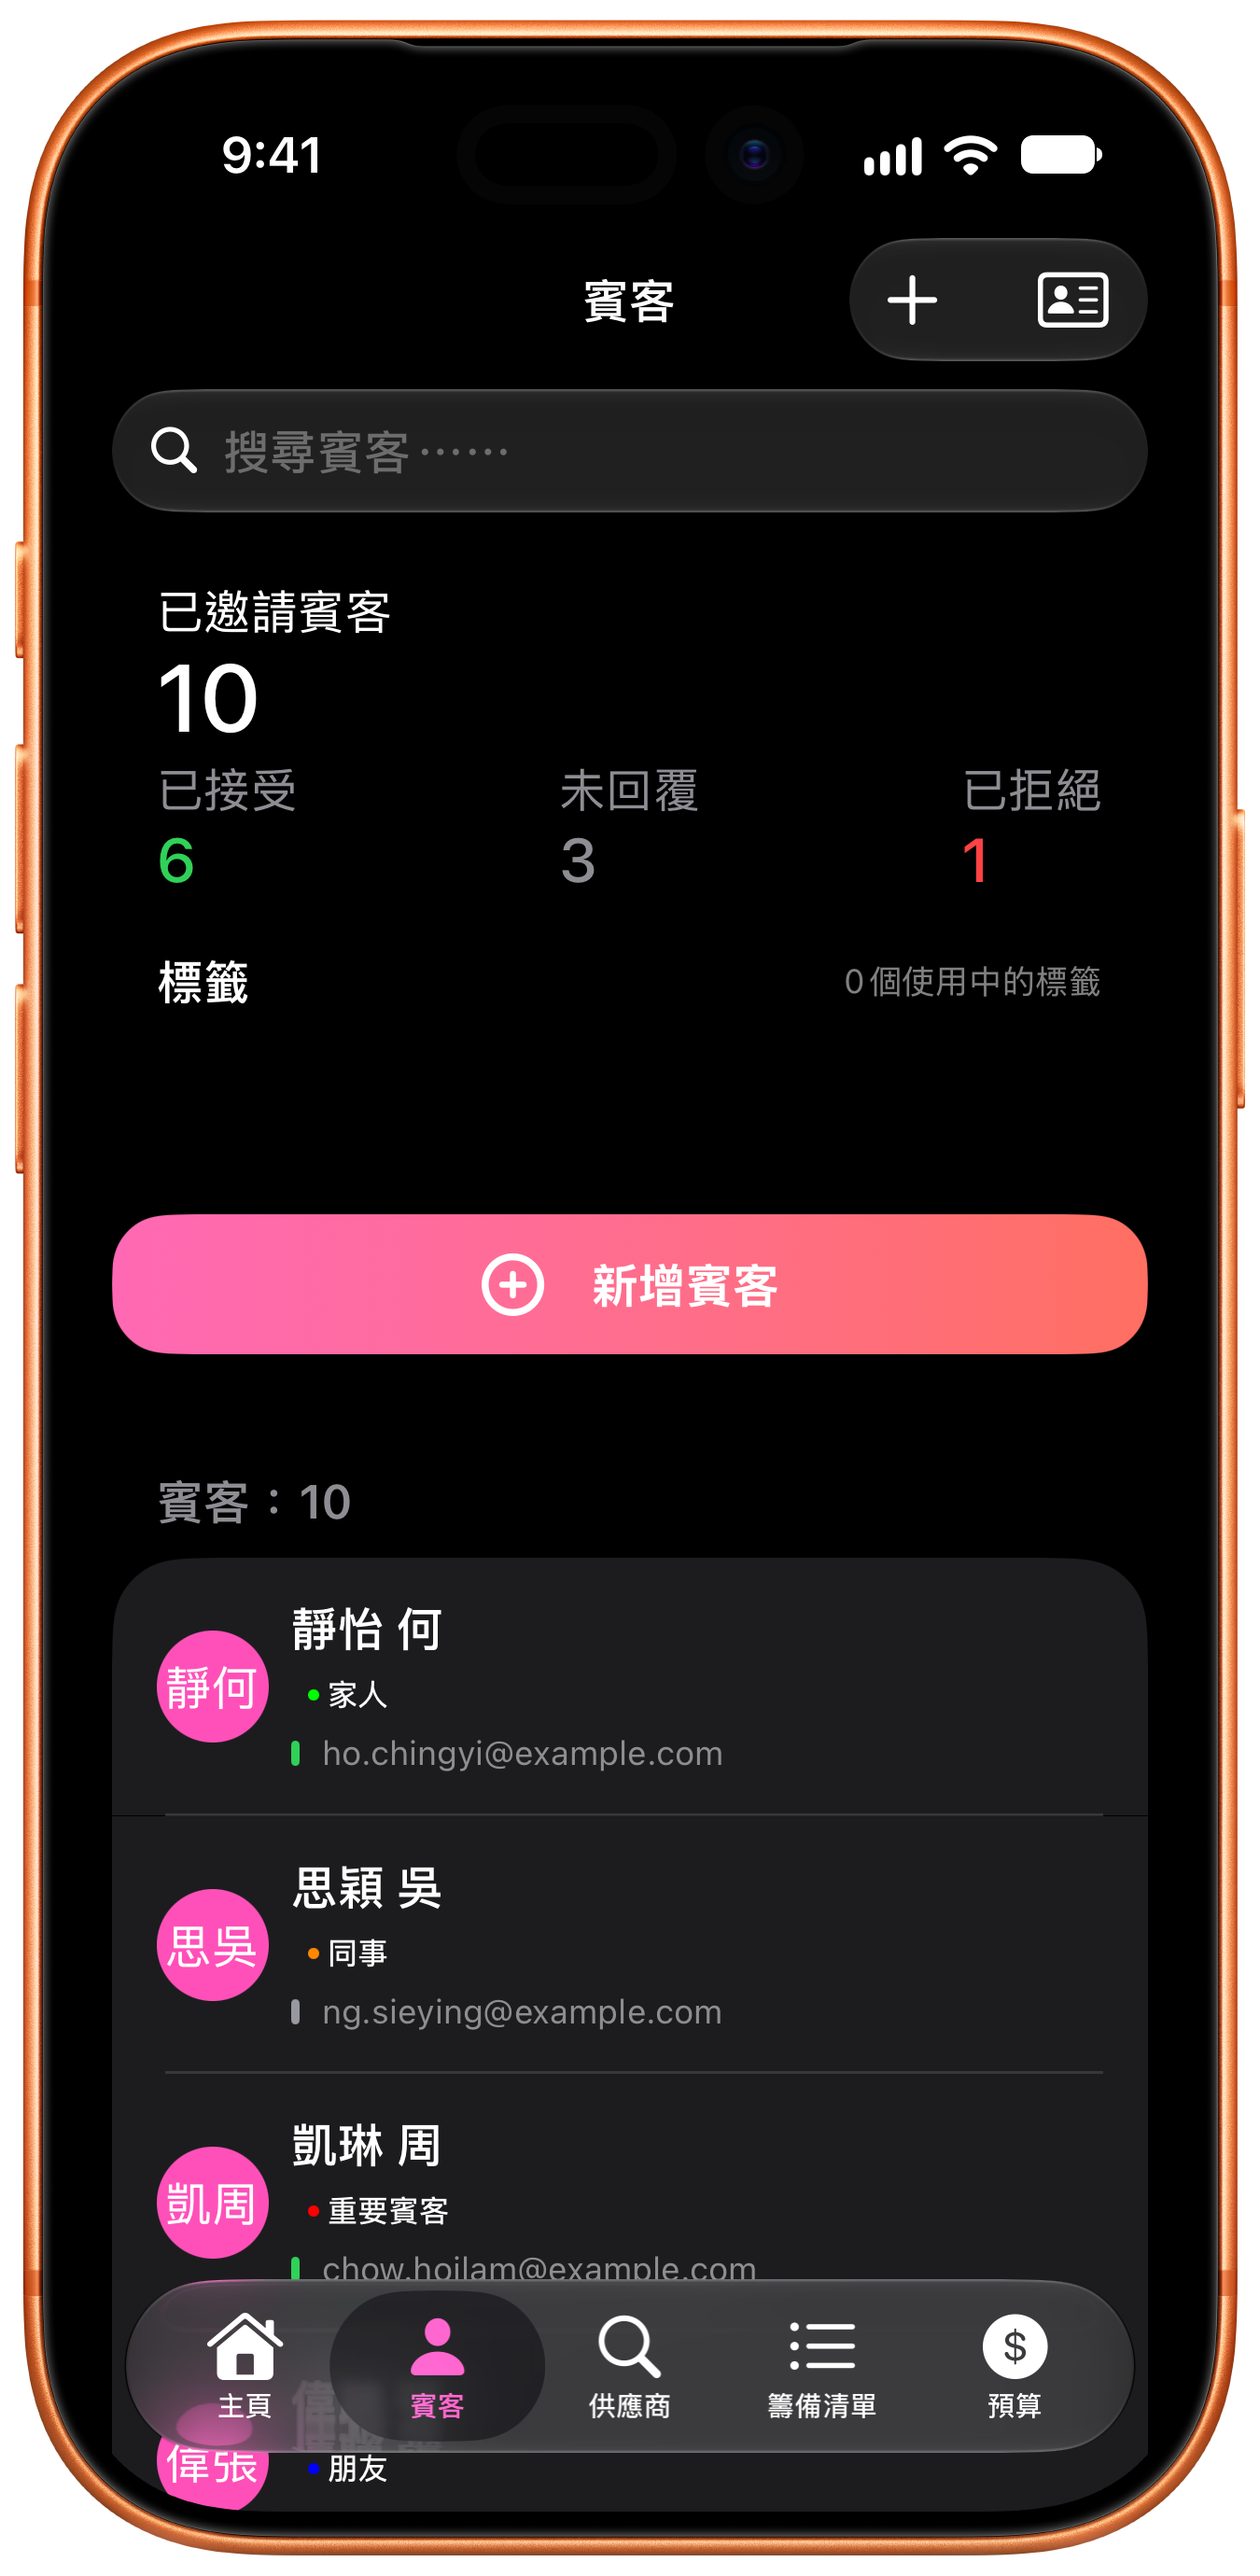 9:41
賓客
搜尋賓客⋯⋯
已邀請賓客
10
已接受 未回覆 已拒絕
6 3 1
標籤 0 個使用中的標籤
新增賓客
賓客：10
靜怡 何
靜何
家人
ho.chingyi@example.com
思穎 吳
思吳
同事
ng.sieying@example.com
凱琳 周
凱周
重要賓客
chow.hoilam@example.com
主頁 賓客 供應商 籌備清單 預算
偉張
朋友